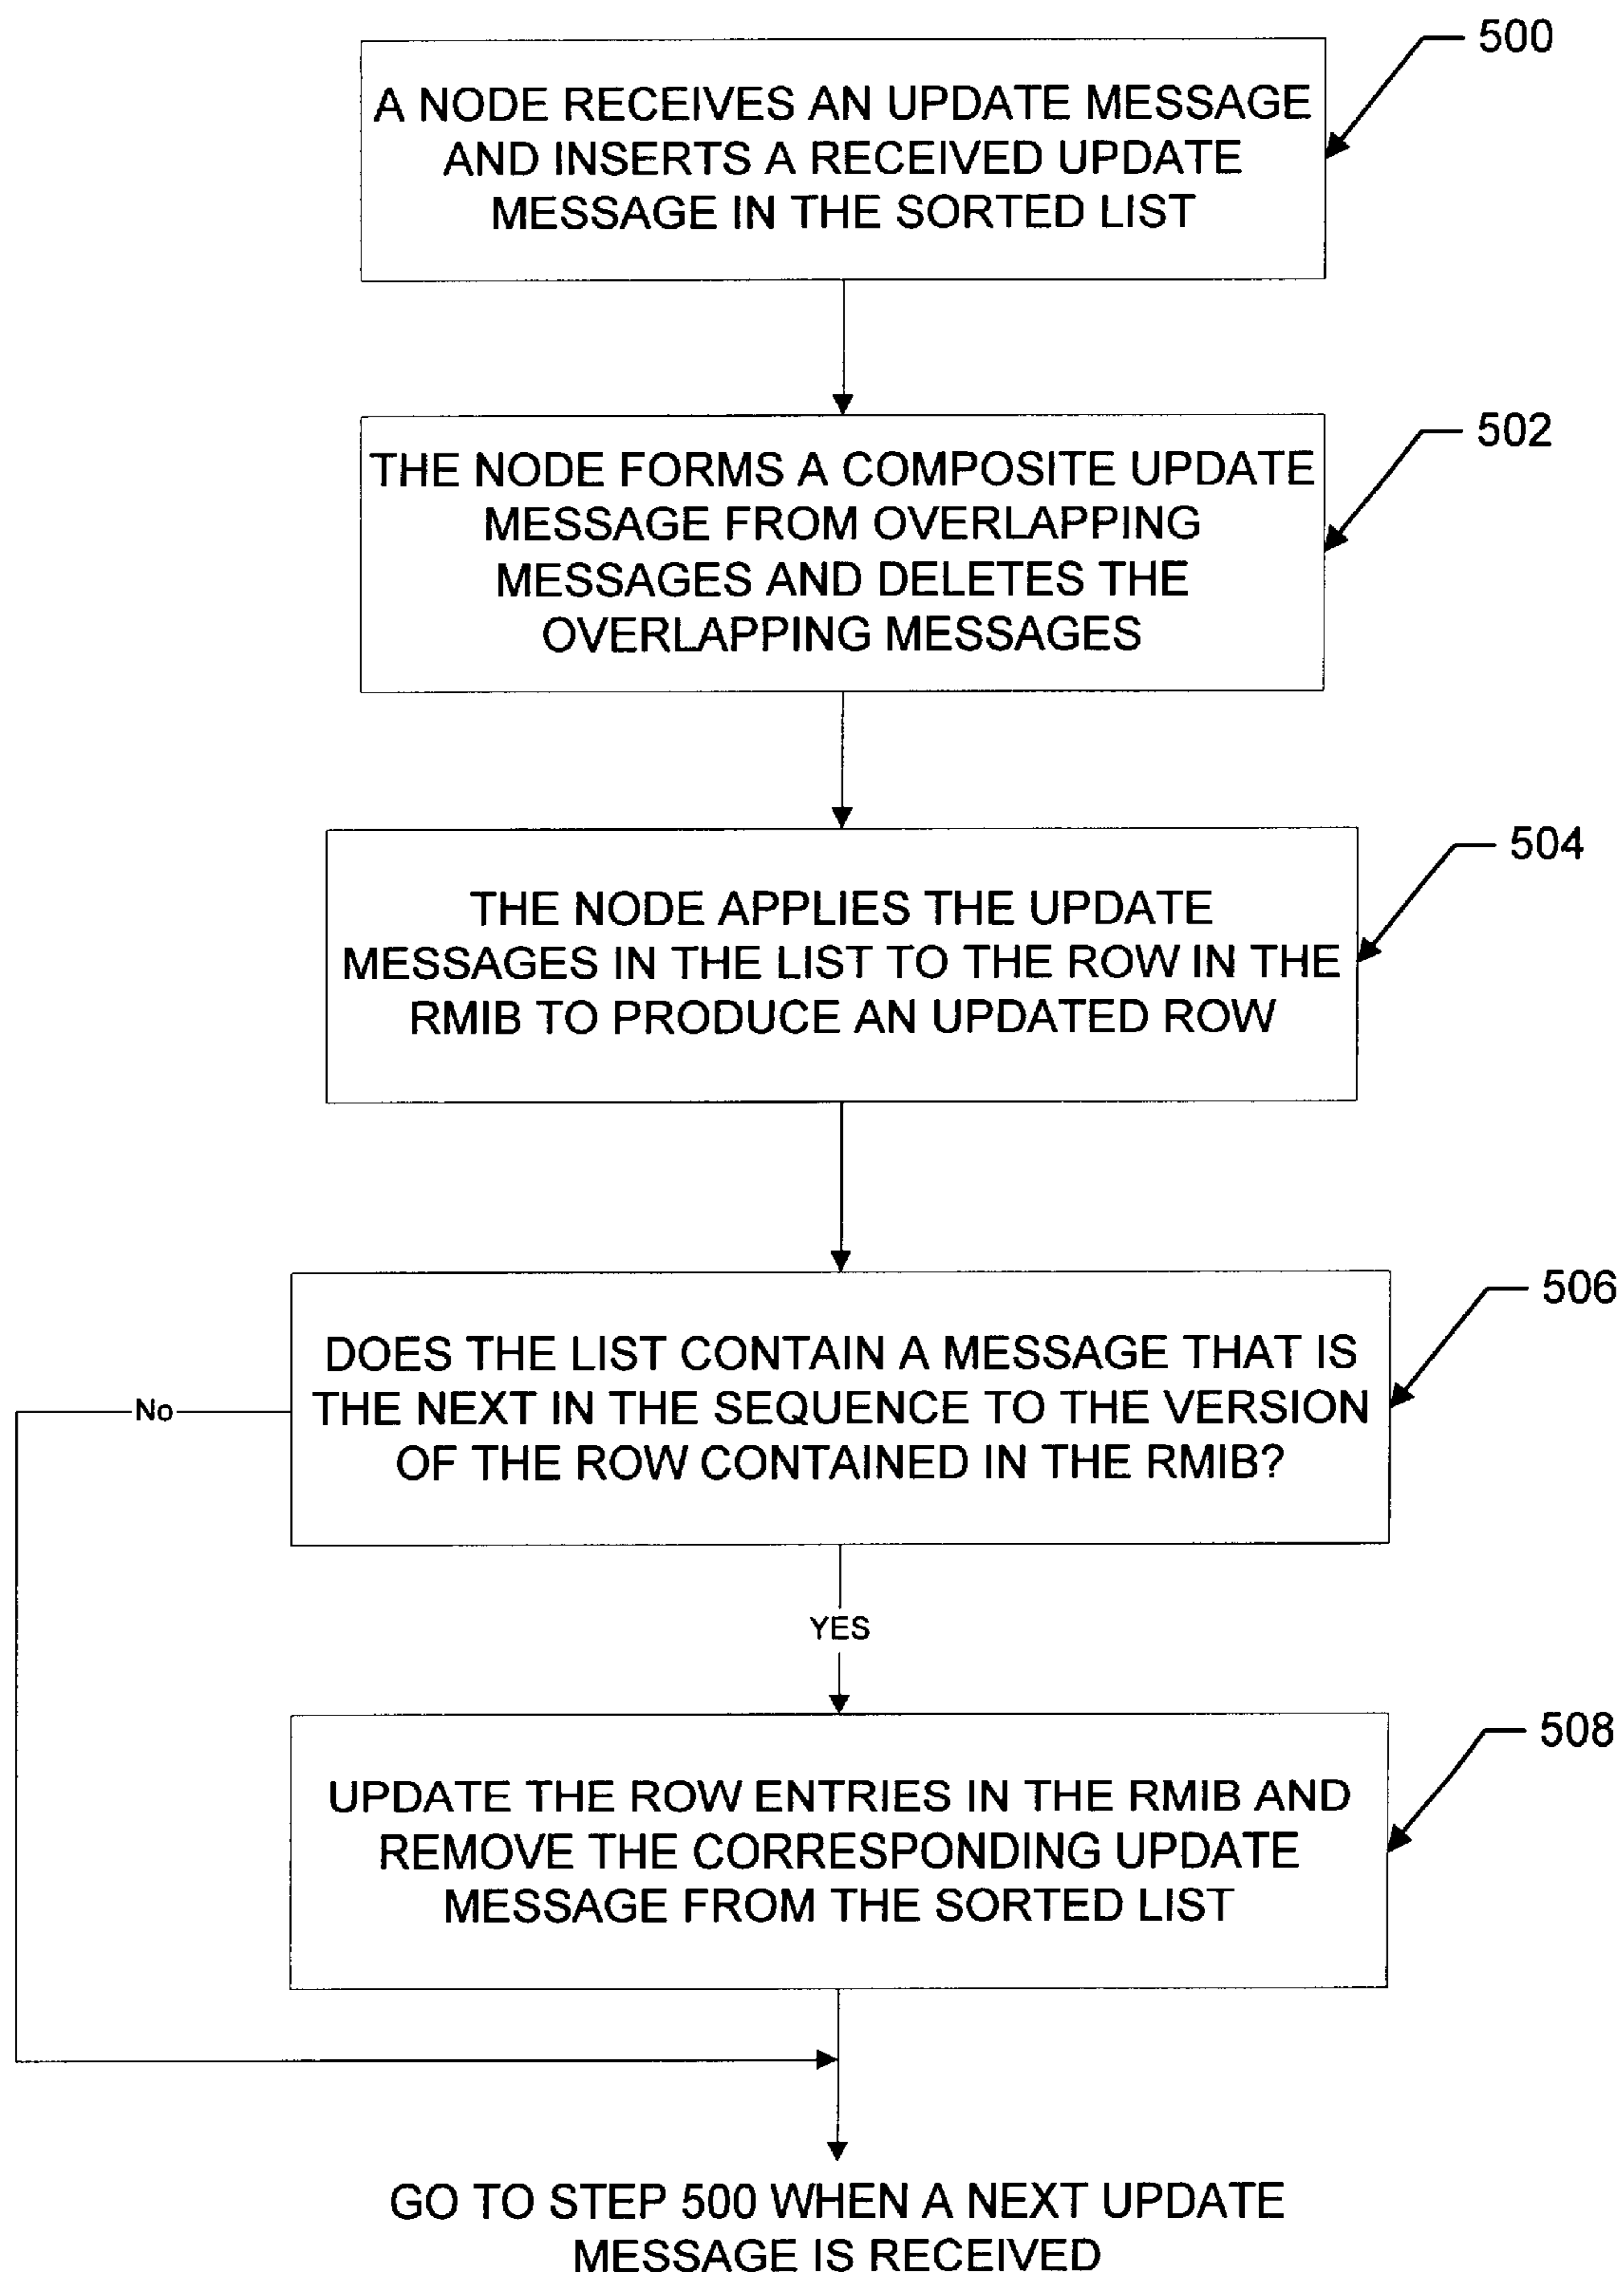 500
A NODE RECEIVES AN UPDATE MESSAGE
AND INSERTS A RECEIVED UPDATE
MESSAGE IN THE SORTED LIST
502
THE NODE FORMS A COMPOSITE UPDATE
MESSAGE FROM OVERLAPPING
MESSAGES AND DELETES THE
OVERLAPPING MESSAGES
504
THE NODE APPLIES THE UPDATE
MESSAGES IN THE LIST TO THE ROW IN THE
RMIB TO PRODUCE AN UPDATED ROW
506
DOES THE LIST CONTAIN A MESSAGE THAT IS
THE NEXT IN THE SEQUENCE TO THE VERSION
OF THE ROW CONTAINED IN THE RMIB?
No
YES
508
UPDATE THE ROW ENTRIES IN THE RMIB AND
REMOVE THE CORRESPONDING UPDATE
MESSAGE FROM THE SORTED LIST
GO TO STEP 500 WHEN A NEXT UPDATE
MESSAGE IS RECEIVED